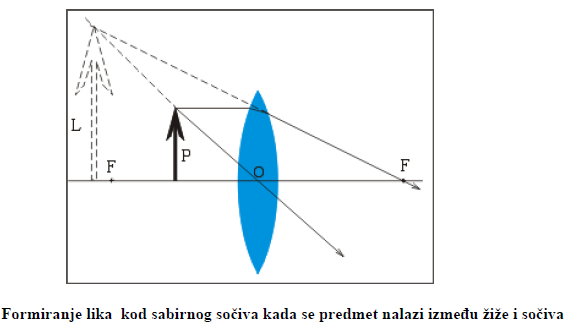 L
F
P
O
F
Formiranje lika kod sabirnog sočiva kada se predmet nalazi između žiže i sočiva